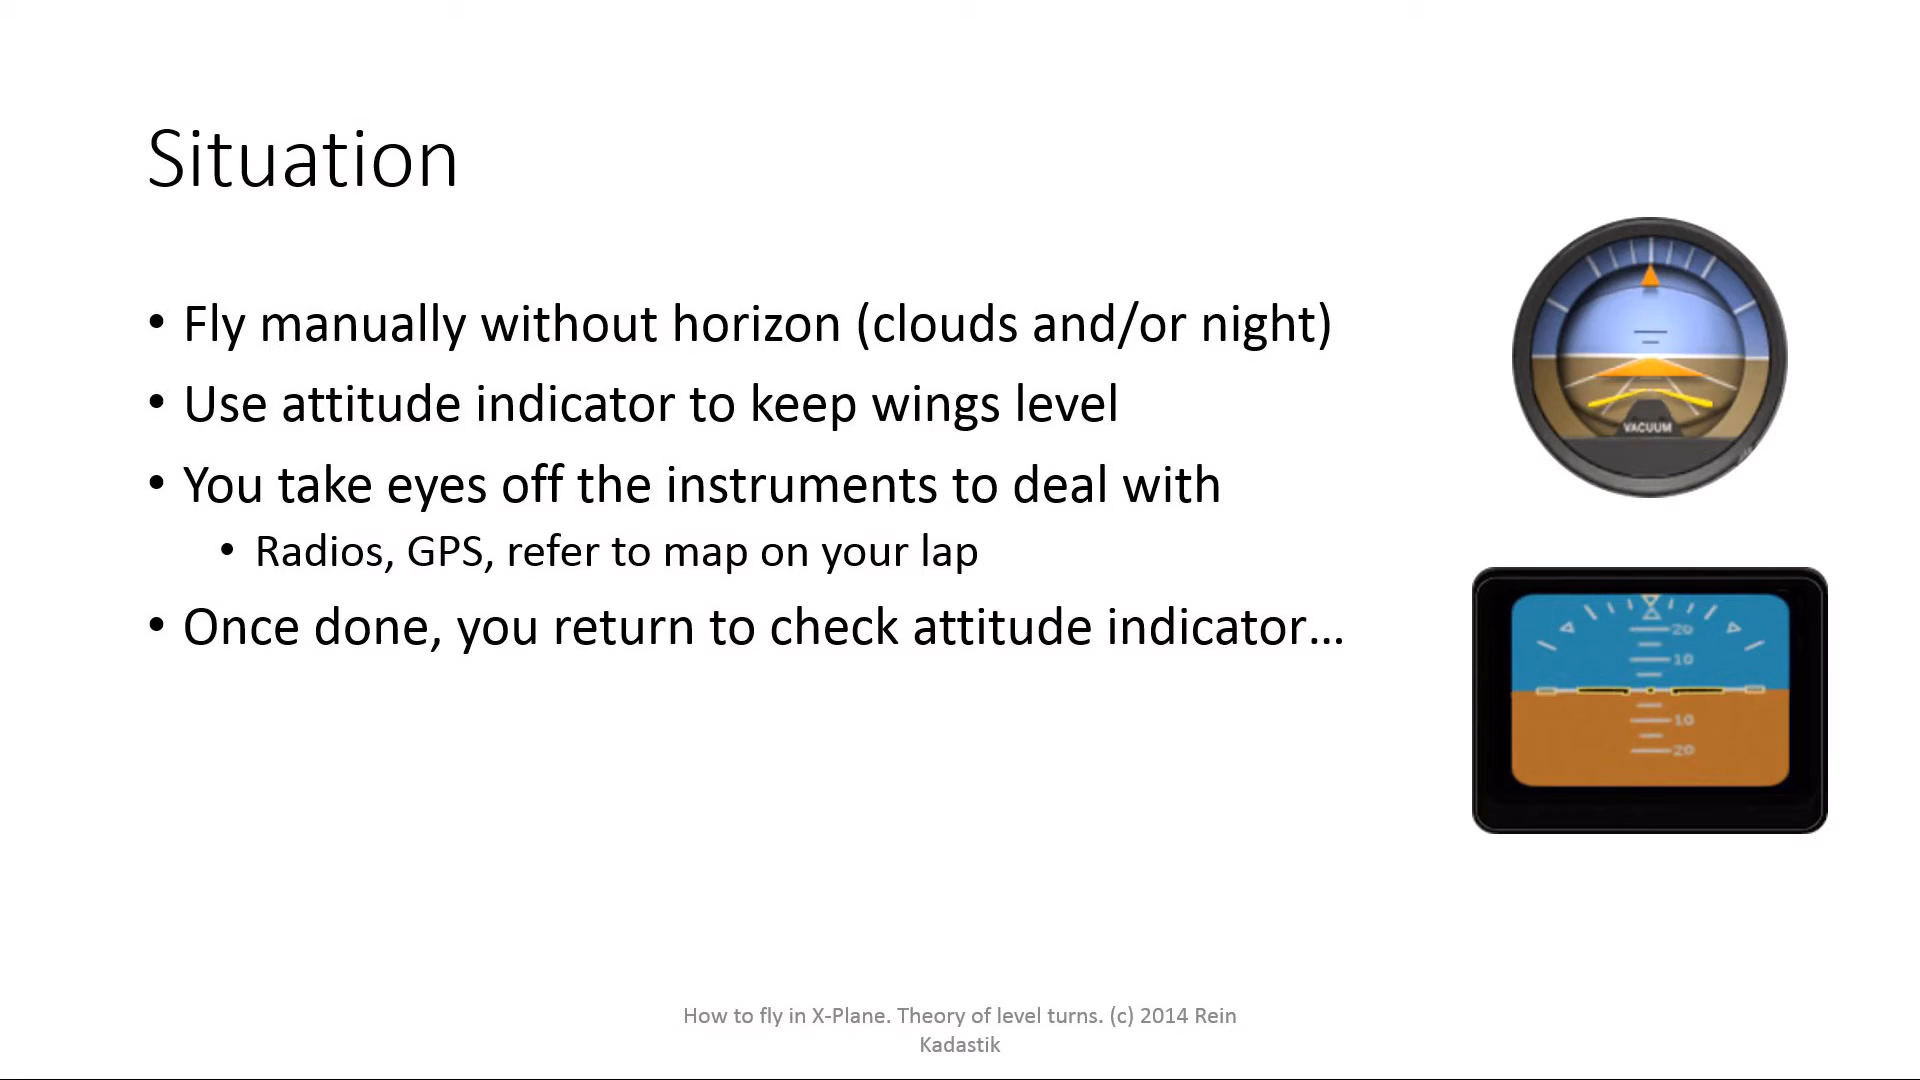 Situation
• Fly manually without horizon (clouds and/or night)
• Use attitude indicator to keep wings level
• You take eyes off the instruments to deal with
• Radios, GPS, refer to map on your lap
• Once done, you return to check attitude indicator…
VACUUM
20
10
10
20
How to fly in X-Plane. Theory of level turns. (c) 2014 Rein
Kadastik